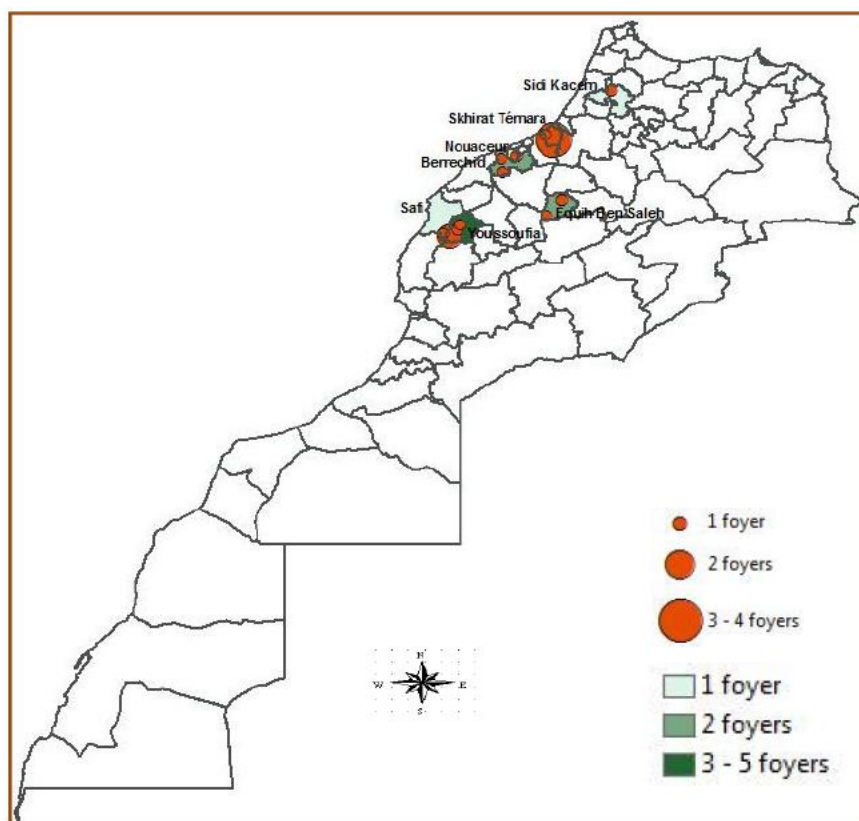 Sidi Kacem
Skhirat Témara
Nouaceur
Berrechid
Safi
Fquih Ben Saleh
Youssoufia
1 foyer
2 foyers
3 - 4 foyers
N
W E
S
1 foyer
2 foyers
3 - 5 foyers